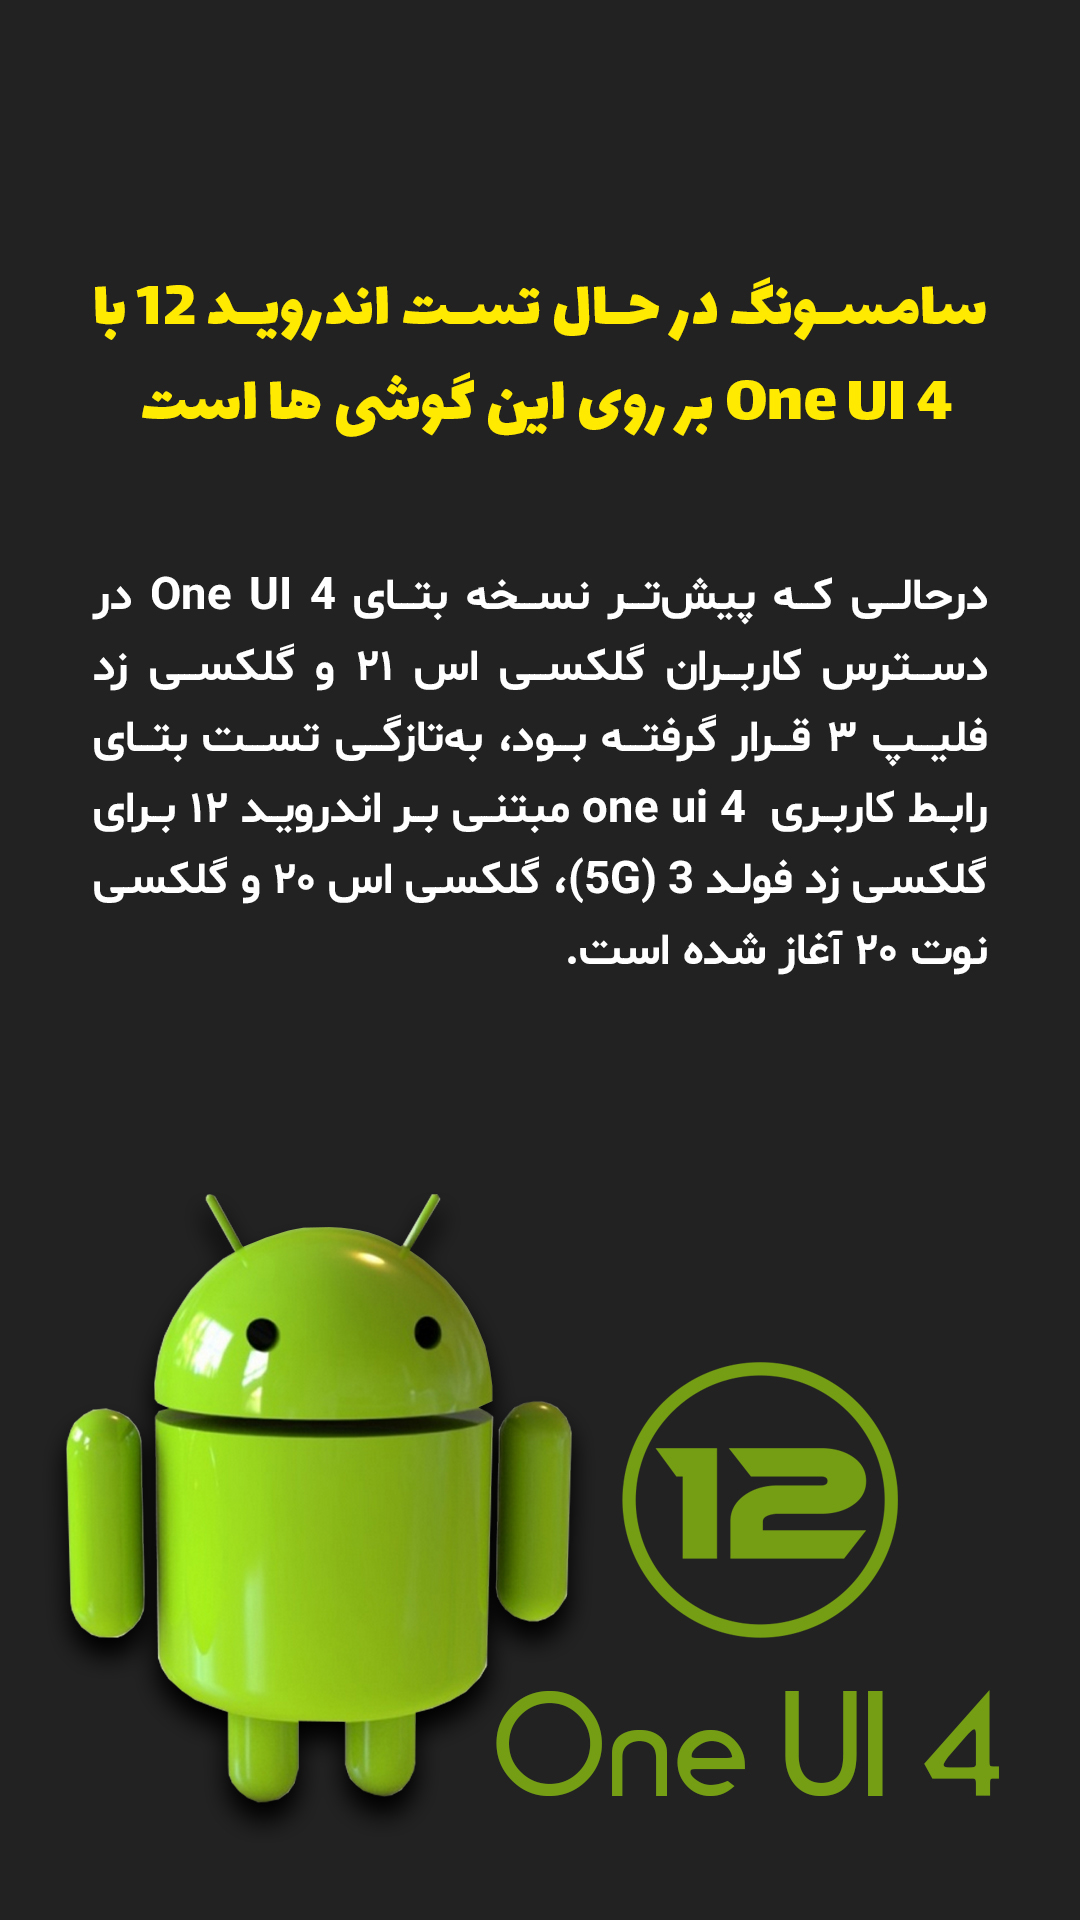 سامسونگ در حال تست اندروید 12 با
One UI 4 بر روی این گوشی ها است
درحالی که پیش‌تر نسخه بتای One UI 4 در
دسترس کاربران گلکسی اس ۲۱ و گلکسی زد
فلیپ ۳ قرار گرفته بود، به‌تازگی تست بتای
رابط کاربری one ui 4 مبتنی بر اندروید ۱۲ برای
گلکسی زد فولد 3 (5G)، گلکسی اس ۲۰ و گلکسی
نوت ۲۰ آغاز شده است.
12
One UI 4